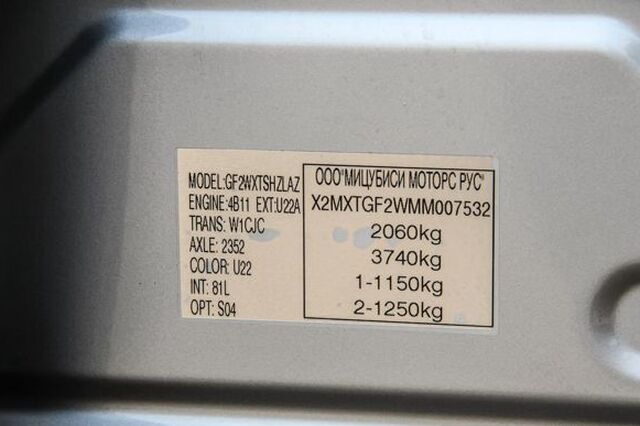 MODEL:GF2WXTSHZLAZ
ENGINE: 4B11 EXT:U22A
TRANS: W1CJC
AXLE: 2352
COLOR: U22
INT: 81L
OPT: S04
ООО"МИЦУБИСИ МОТОРС РУС"
X2MXTGF2WMM007532
2060kg
3740kg
1-1150kg
2-1250kg